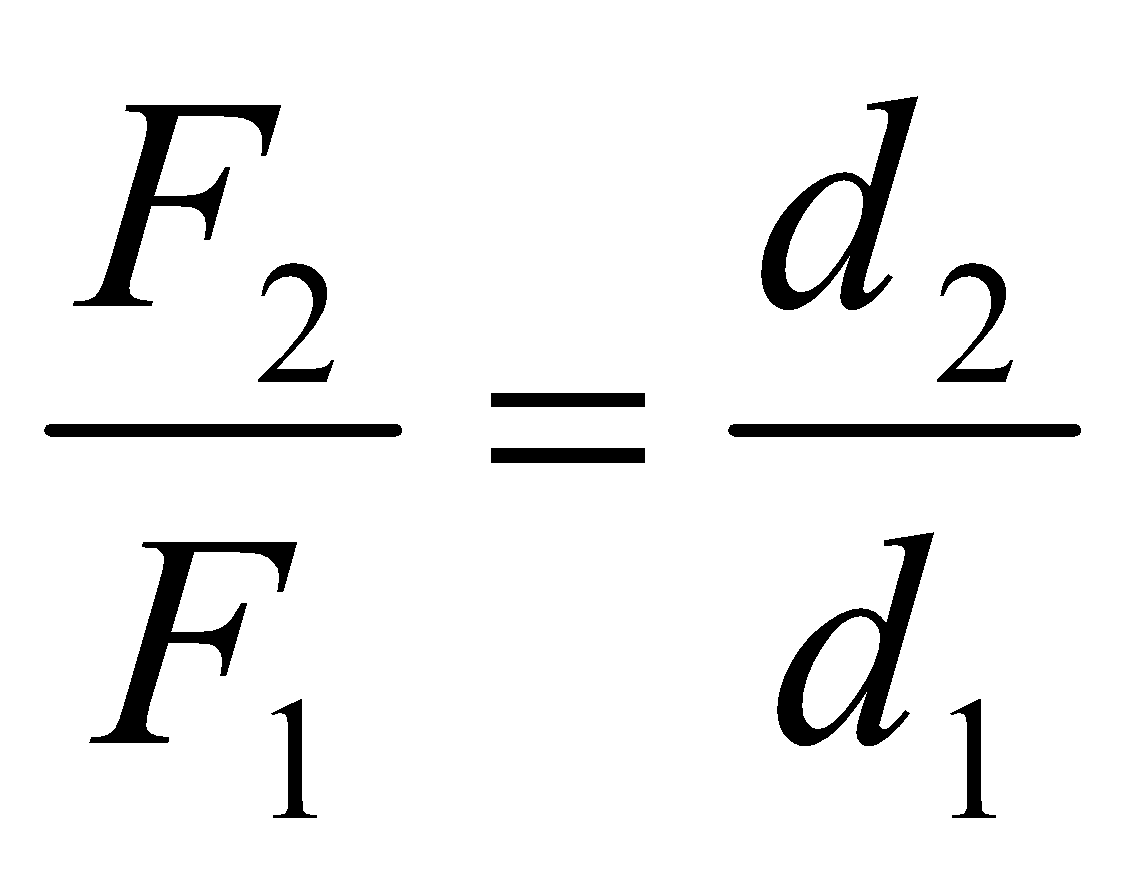 F₂/F₁ = d₂/d₁